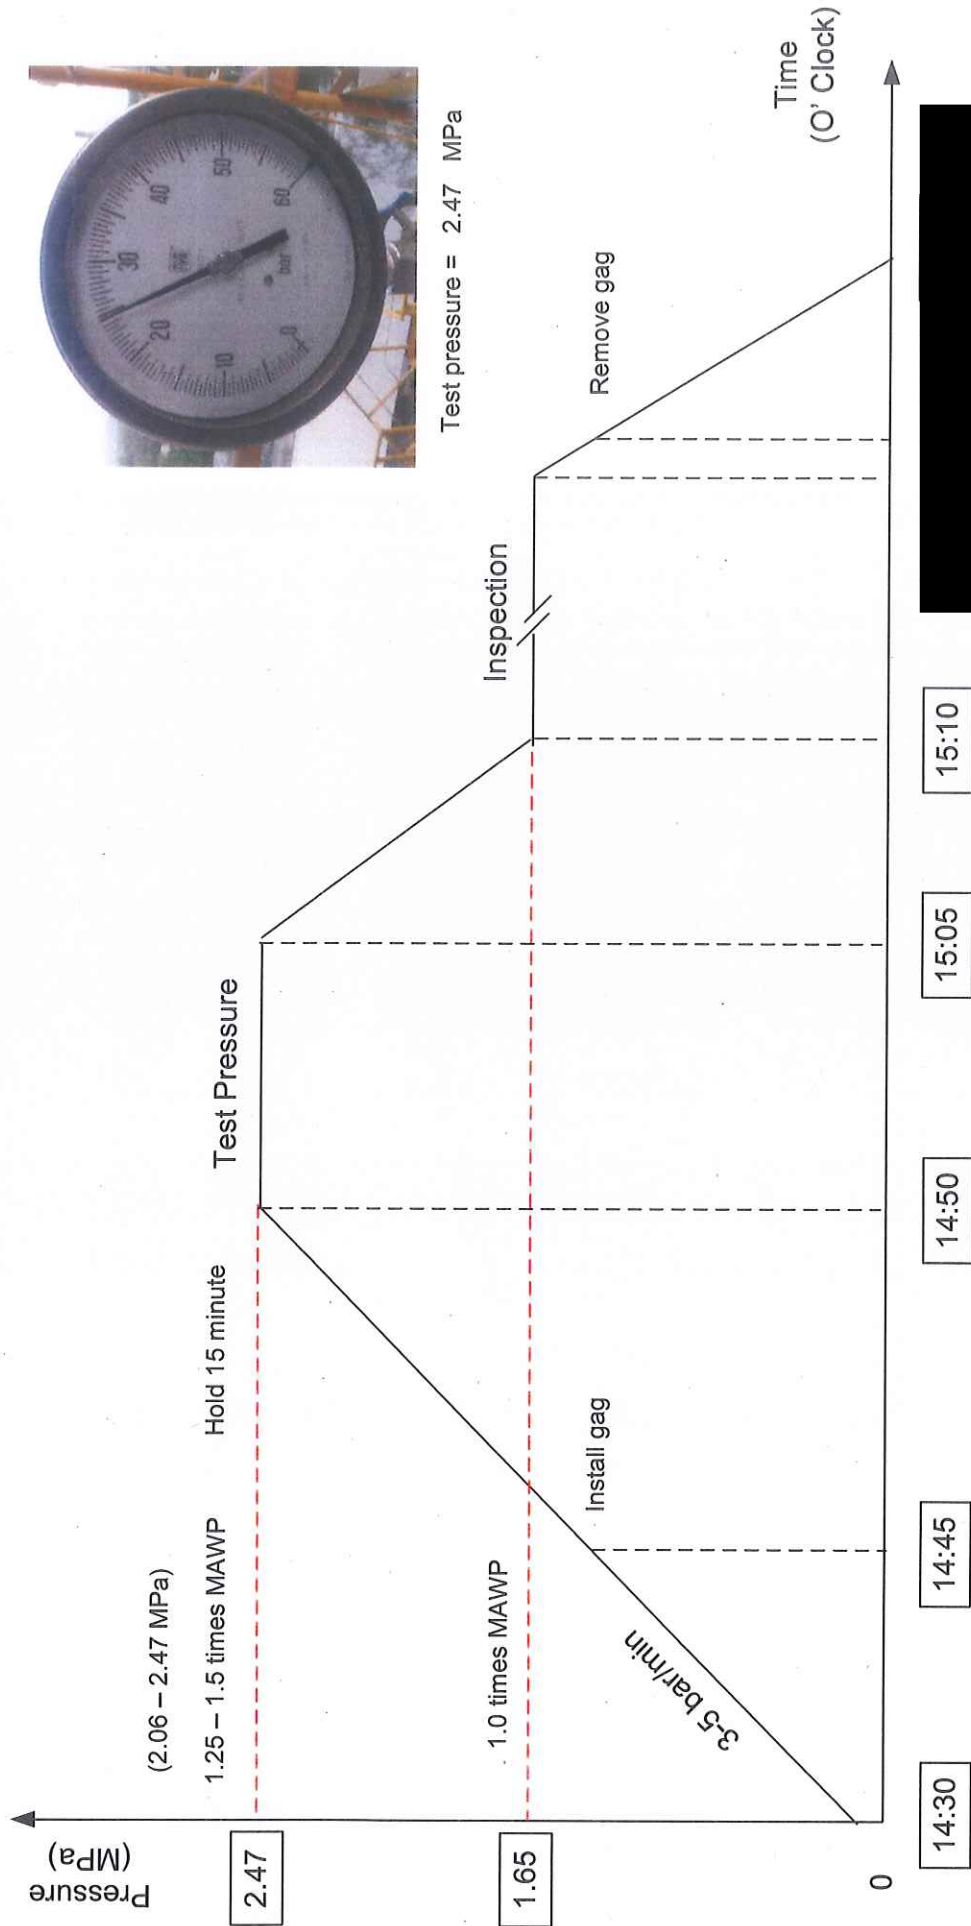 Pressure
(MPa)
(2.06 – 2.47 MPa)
1.25 – 1.5 times MAWP
Hold 15 minute
Test Pressure
2.47
1.0 times MAWP
1.65
Install gag
3-5 bar/min
Inspection
Remove gag
0
10
20
30
40
50
60
bar
Test pressure = 2.47 MPa
Time
(O' Clock)
0
14:30
14:45
14:50
15:05
15:10